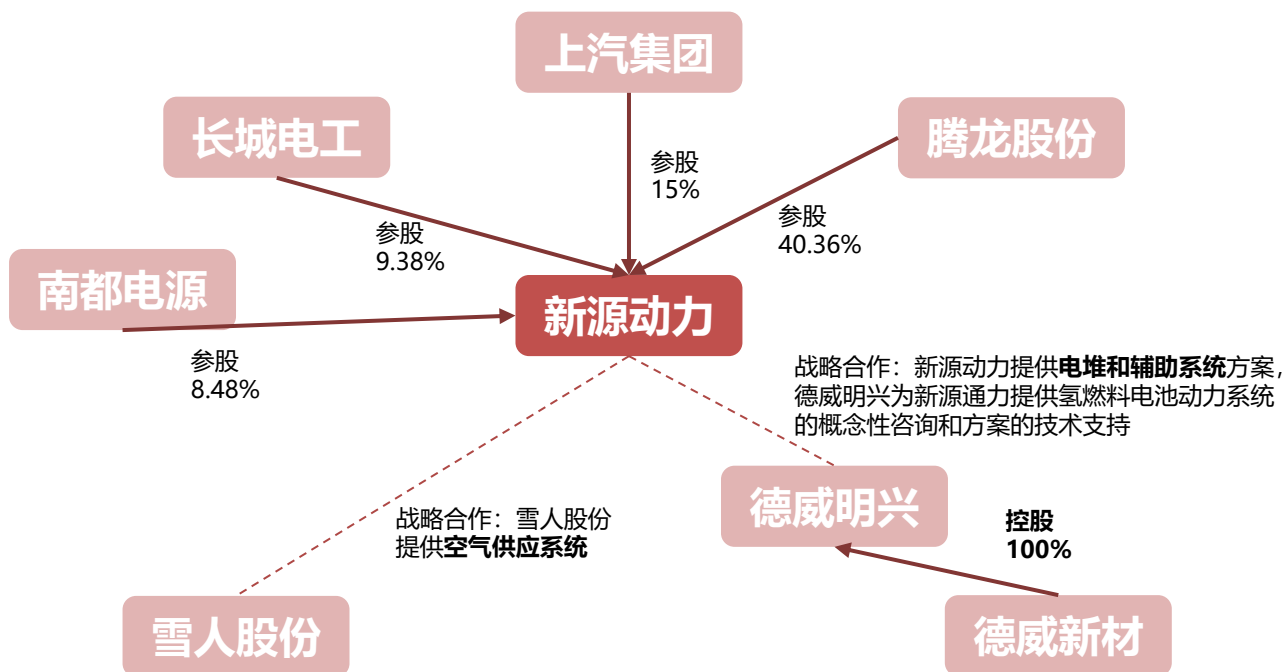 上汽集团
长城电工
腾龙股份
参股
15%
参股
9.38%
参股
40.36%
南都电源
新源动力
参股
8.48%
战略合作：新源动力提供电堆和辅助系统方案，
德威明兴为新源通力提供氢燃料电池动力系统
的概念性咨询和方案的技术支持
德威明兴
战略合作：雪人股份
提供空气供应系统
控股
100%
雪人股份
德威新材